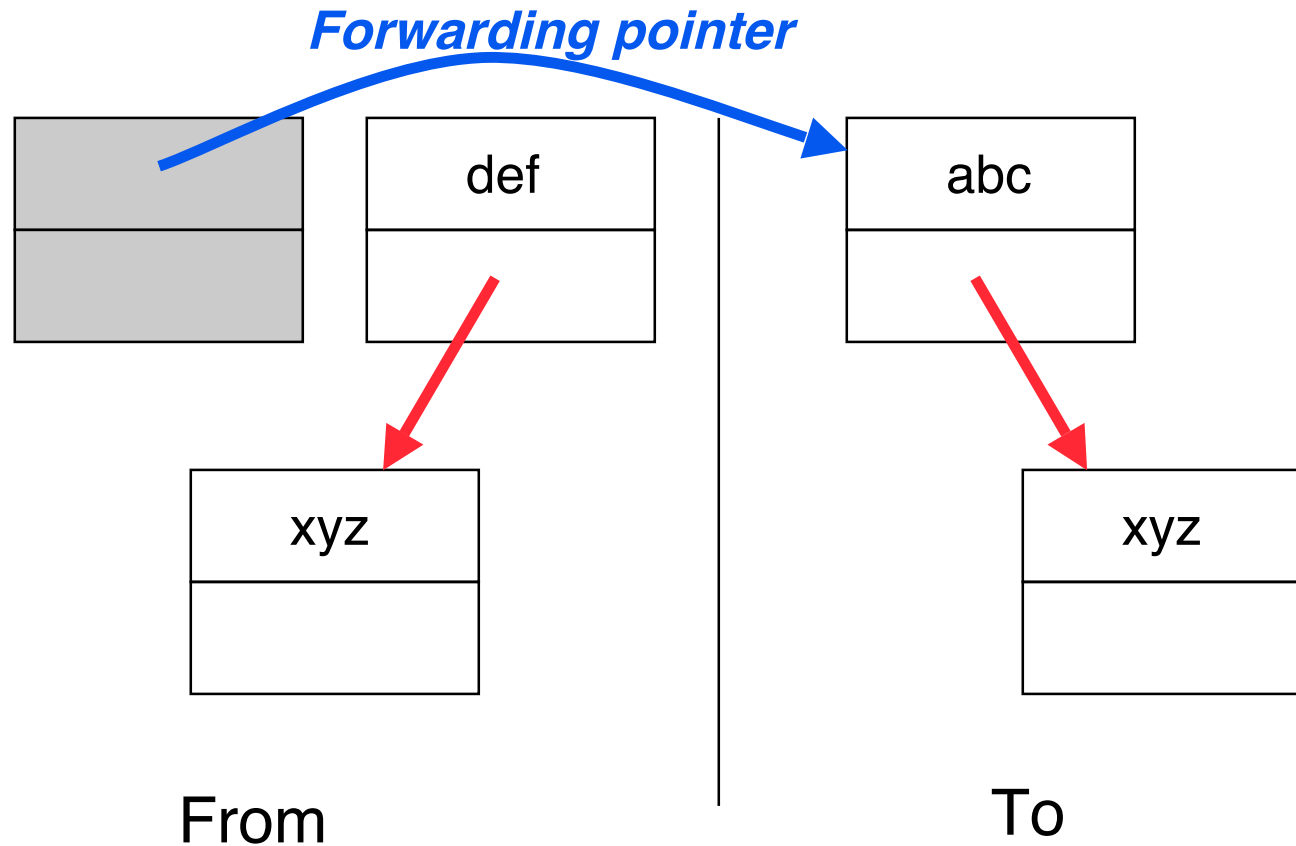 Forwarding pointer
def
abc
xyz
xyz
From
To